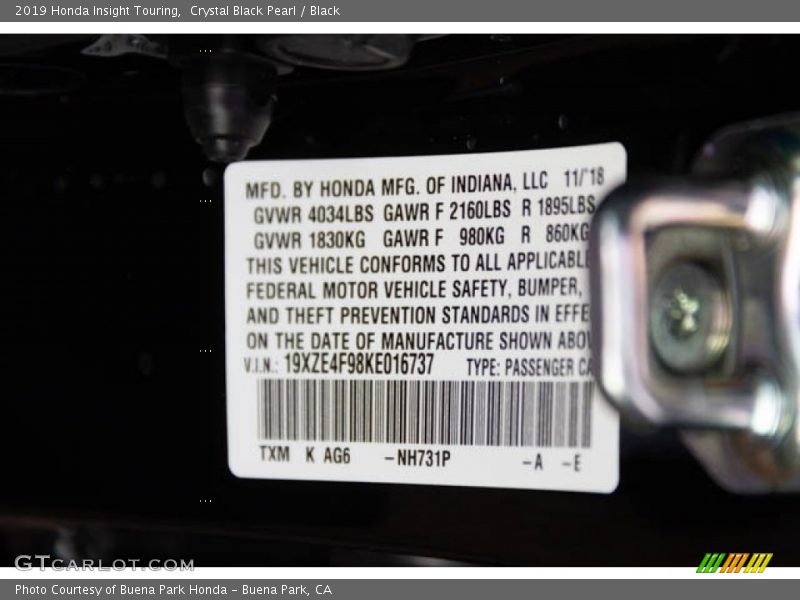 2019 Honda Insight Touring,  Crystal Black Pearl / Black
MFD. BY HONDA MFG. OF INDIANA, LLC 11/'18
GVWR 4034LBS GAWR F 2160LBS R 1895LBS
GVWR 1830KG GAWR F 980KG R 860KG
THIS VEHICLE CONFORMS TO ALL APPLICABLE
FEDERAL MOTOR VEHICLE SAFETY, BUMPER,
AND THEFT PREVENTION STANDARDS IN EFFE
ON THE DATE OF MANUFACTURE SHOWN ABOV
V.I.N.: 19XZE4F98KE016737 TYPE: PASSENGER CA
TXM K AG6 -NH731P -A -E
GTCARLOT.COM
Photo Courtesy of Buena Park Honda - Buena Park, CA